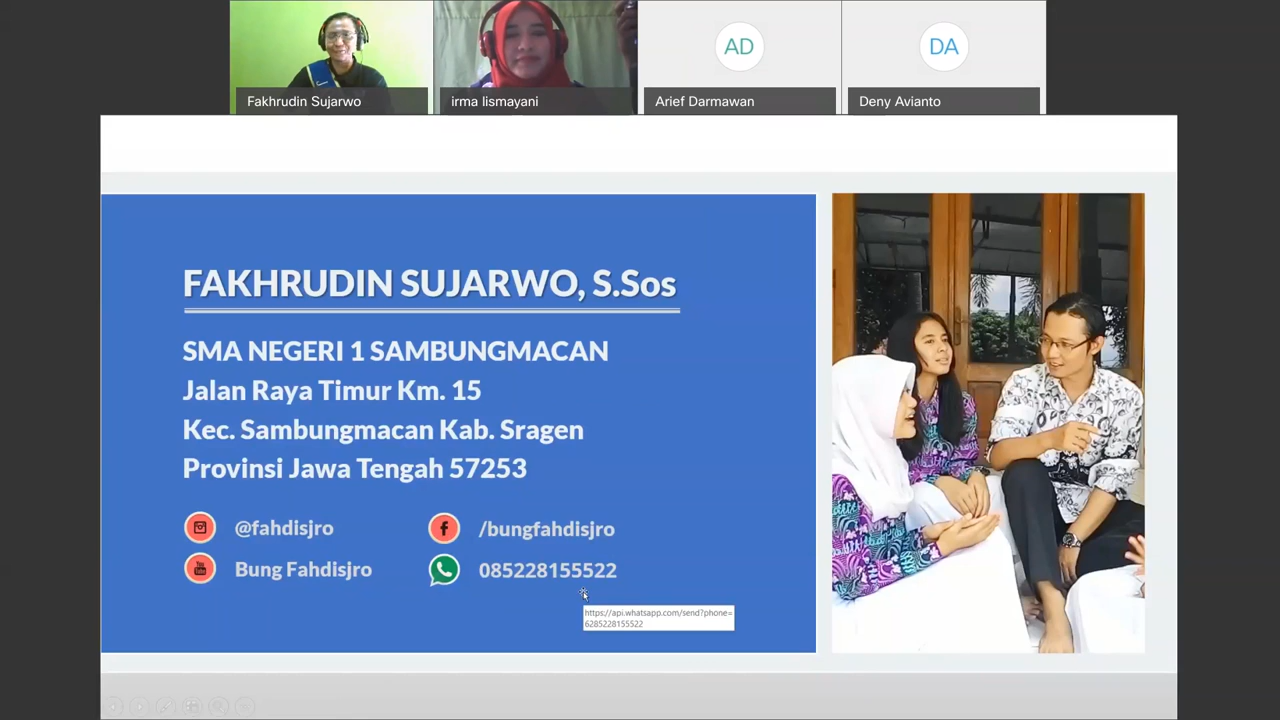 Fakhrudin Sujarwo
irma lismayani
AD
Arief Darmawan
DA
Deny Avianto
FAKHRUDIN SUJARWO, S.Sos
SMA NEGERI 1 SAMBUNGMACAN
Jalan Raya Timur Km. 15
Kec. Sambungmacan Kab. Sragen
Provinsi Jawa Tengah 57253
@fahdisjro
/bungfahdisjro
You Tube
Bung Fahdisjro
085228155522
https://api.whatsapp.com/send?phone=
6285228155522